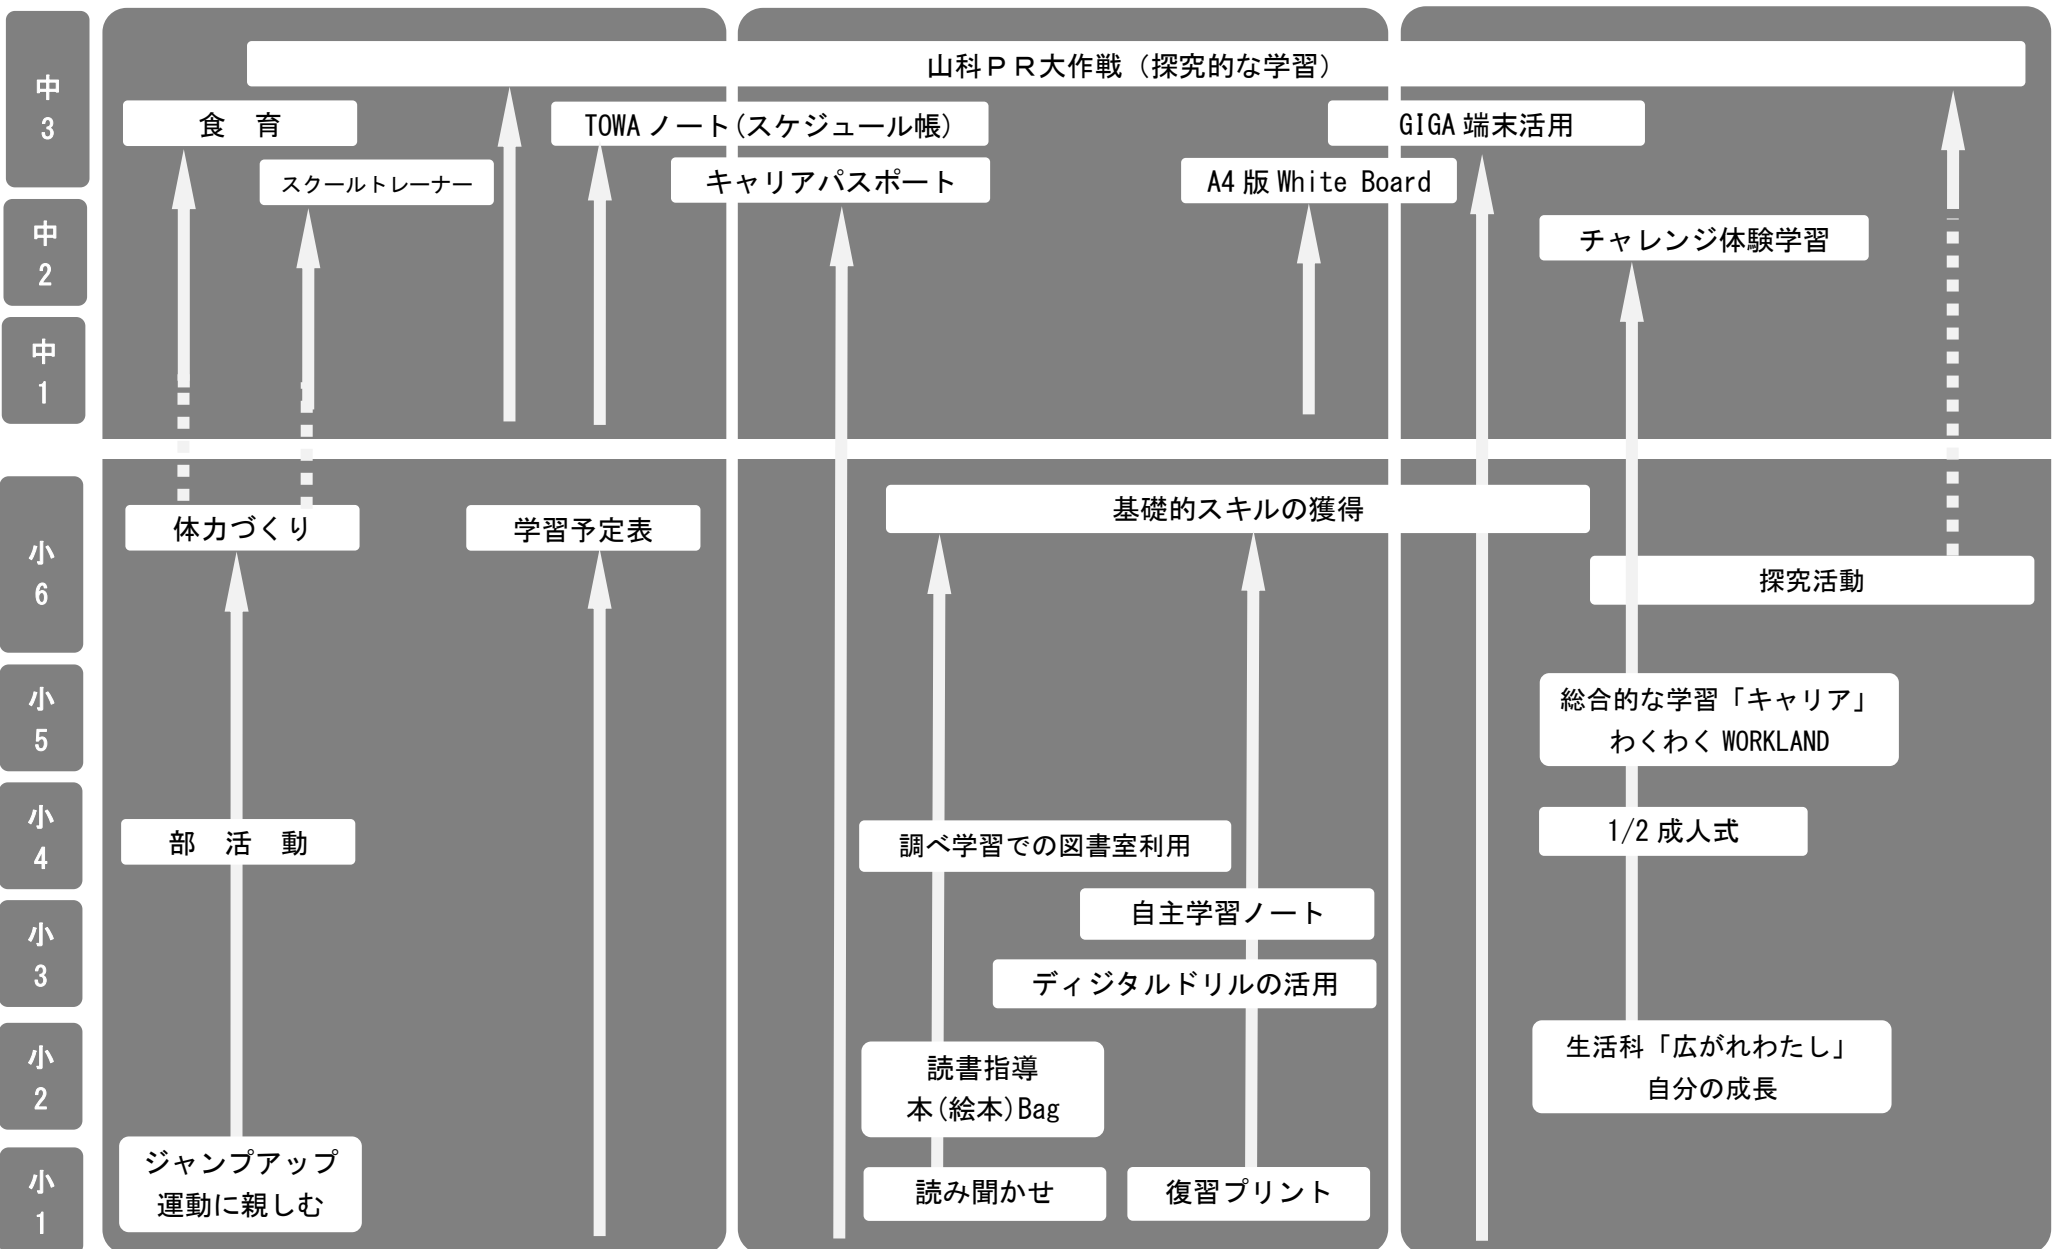 中
3
中
2
中
1
小
6
小
5
小
4
小
3
小
2
小
1
山科ＰＲ大作戦（探究的な学習）
食　育
TOWA ノート(スケジュール帳)
GIGA 端末活用
スクールトレーナー
キャリアパスポート
A4 版 White Board
チャレンジ体験学習
体力づくり
学習予定表
基礎的スキルの獲得
探究活動
総合的な学習「キャリア」
わくわく WORKLAND
部　活　動
調べ学習での図書室利用
1/2 成人式
自主学習ノート
ディジタルドリルの活用
読書指導
本(絵本)Bag
生活科「広がれわたし」
自分の成長
ジャンプアップ
運動に親しむ
読み聞かせ
復習プリント